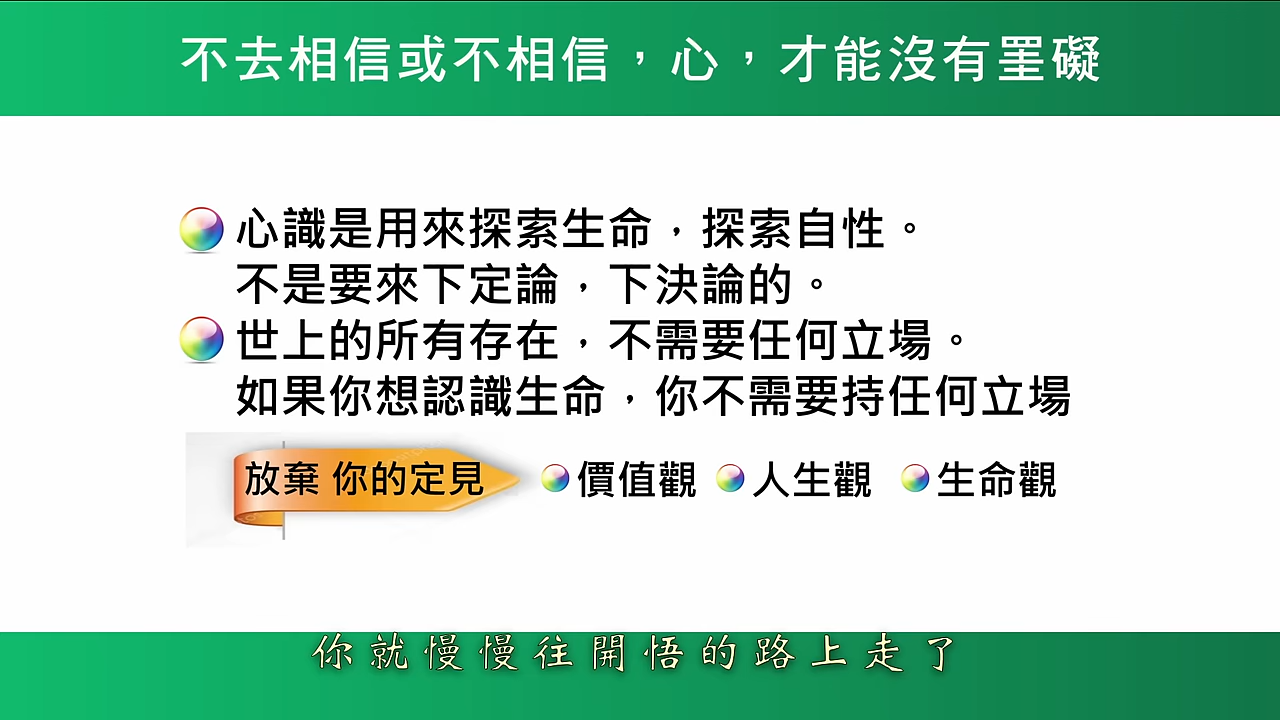 不去相信或不相信，心，才能沒有罣礙
心識是用來探索生命，探索自性。
不是要來下定論，下決論的。
世上的所有存在，不需要任何立場。
如果你想認識生命，你不需要持任何立場
放棄 你的定見 價值觀 人生觀 生命觀
你就慢慢往開悟的路上走了